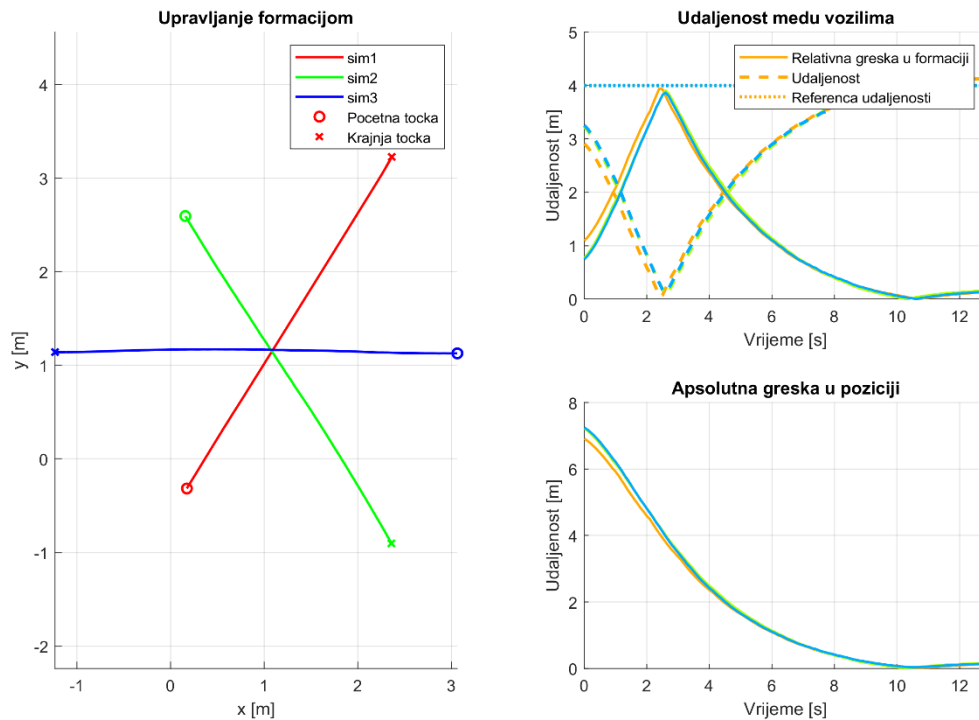 Upravljanje formacijom
sim1
sim2
sim3
Pocetna tocka
Krajnja tocka
4
3
2
1
0
-1
-2
y [m]
-1
0
1
2
3
x [m]
Udaljenost medu vozilima
Relativna greska u formaciji
Udaljenost
Referenca udaljenosti
5
4
3
2
1
0
Udaljenost [m]
0
2
4
6
8
10
12
Vrijeme [s]
Apsolutna greska u poziciji
8
6
4
2
0
Udaljenost [m]
0
2
4
6
8
10
12
Vrijeme [s]